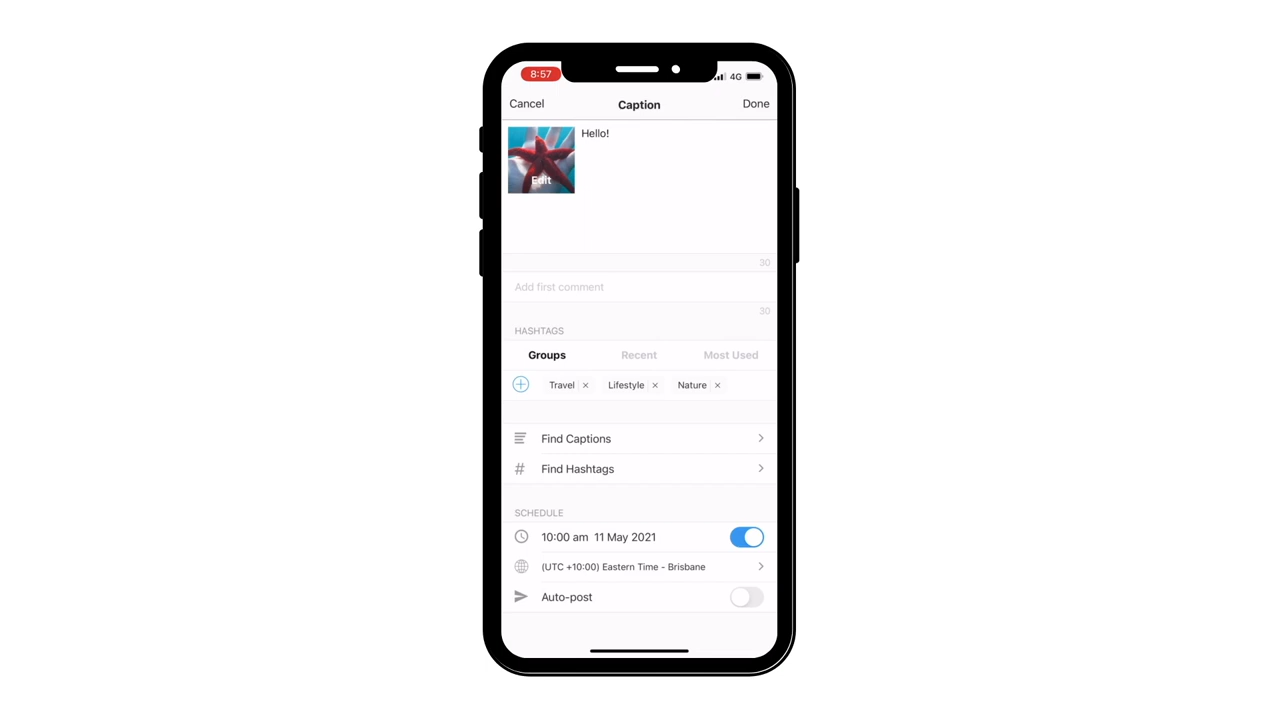 8:57 4G
Cancel Caption Done
Hello!
Edit
30
Add first comment
30
HASHTAGS
Groups Recent Most Used
Travel × Lifestyle × Nature ×
Find Captions
# Find Hashtags
SCHEDULE
10:00 am 11 May 2021
(UTC +10:00) Eastern Time - Brisbane
Auto-post